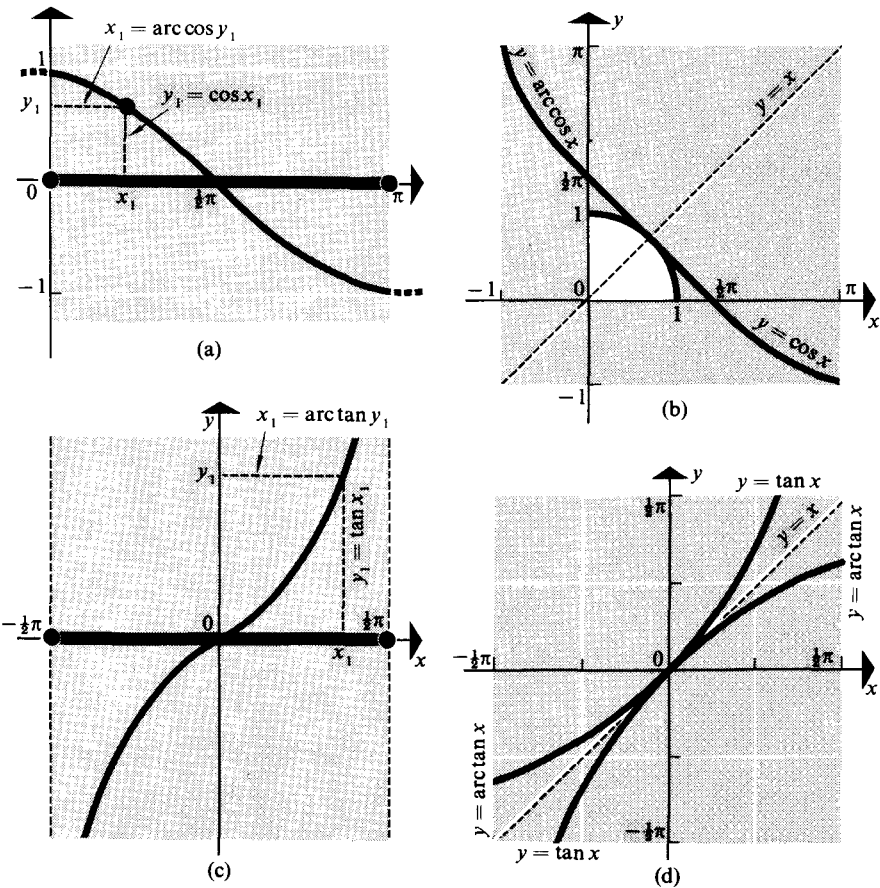 x₁ = arc cos y₁
1
y₁
y₁ = cos x₁
0
x₁
½π
π
−1
(a)
y
π
y = arc cos x
y = x
½π
1
−1
0
1
½π
π
x
y = cos x
−1
(b)
y
x₁ = arc tan y₁
y₁
y₁ = tan x₁
−½π
0
½π
x₁
x
(c)
y
y = tan x
½π
y = x
y = arc tan x
−½π
0
½π
x
y = arc tan x
−½π
y = tan x
(d)